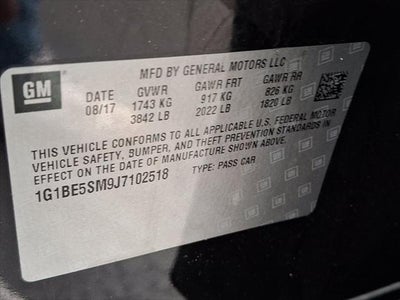 MFD BY GENERAL MOTORS LLC
GM
DATE GVWR GAWR FRT GAWR RR
08/17 1743 KG 917 KG 826 KG
3842 LB 2022 LB 1820 LB
THIS VEHICLE CONFORMS TO ALL APPLICABLE U.S. FEDERAL MOTOR
VEHICLE SAFETY, BUMPER, AND THEFT PREVENTION STANDARDS IN
EFFECT ON THE DATE OF MANUFACTURE SHOWN ABOVE.
1G1BE5SM9J7102518 TYPE: PASS CAR